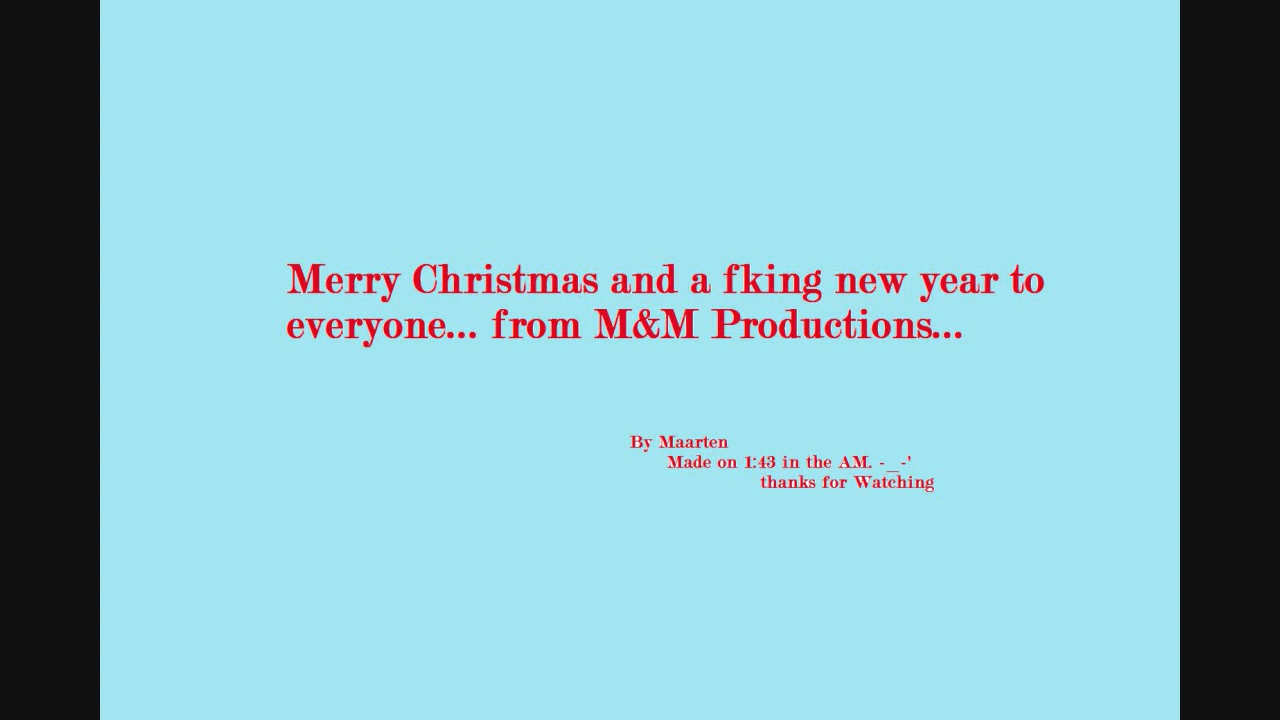 Merry Christmas and a fking new year to
everyone... from M&M Productions...
By Maarten
Made on 1:43 in the AM. -_-'
thanks for Watching